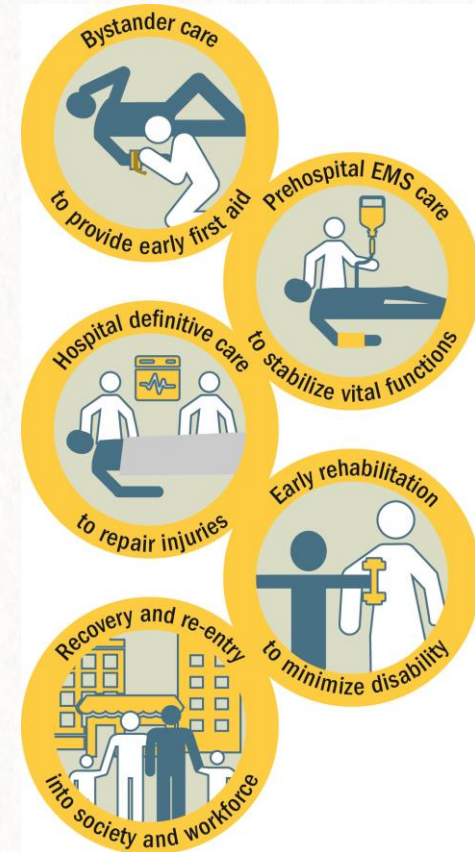 Bystander care
to provide early first aid
Prehospital EMS care
to stabilize vital functions
Hospital definitive care
to repair injuries
Early rehabilitation
to minimize disability
Recovery and re-entry
into society and workforce